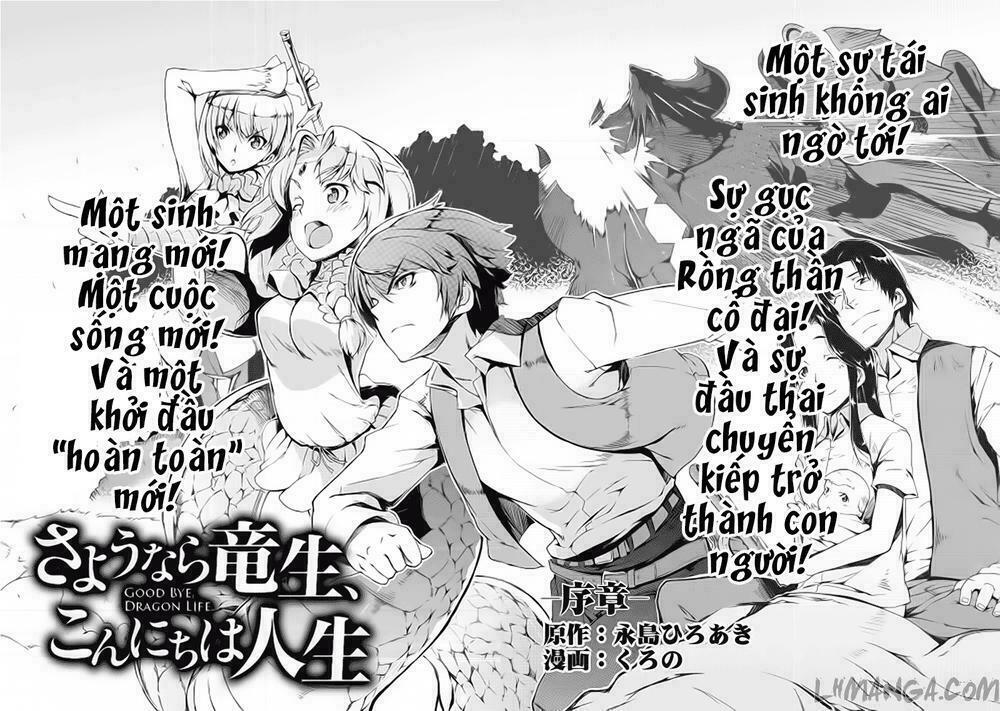 Một sự tái
sinh không ai
ngờ tới!
Sự gục
ngã của
Rồng thần
cổ đại!
Và sự
đầu thai
chuyển
kiếp trở
thành con
người!
Một sinh
mạng mới!
Một cuộc
sống mới!
Và một
khởi đầu
“hoàn toàn”
mới!
さようなら竜生、
GOOD BYE,
DRAGON LIFE.
こんにちは人生
序章
原作：永島ひろあき
漫画：くろの
LHMANGA.COM